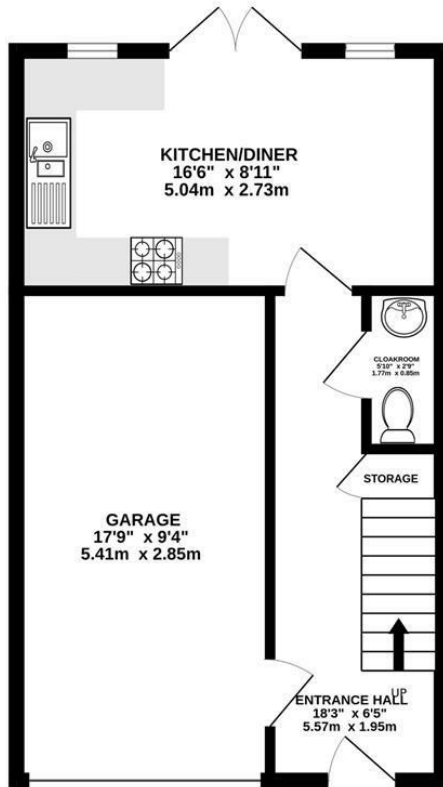 KITCHEN/DINER
16'6" x 8'11"
5.04m x 2.73m
CLOAKROOM
5'10" x 2'9"
1.77m x 0.85m
STORAGE
GARAGE
17'9" x 9'4"
5.41m x 2.85m
UP
ENTRANCE HALL
18'3" x 6'5"
5.57m x 1.95m